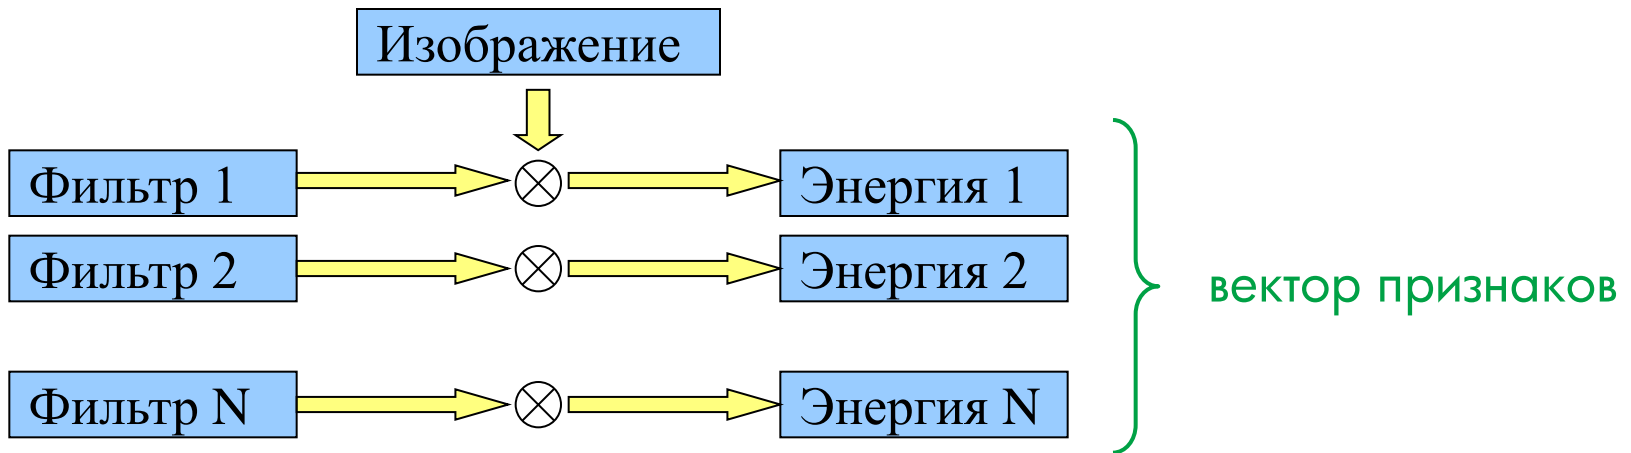 Изображение
Фильтр 1
Энергия 1
Фильтр 2
Энергия 2
вектор признаков
Фильтр N
Энергия N